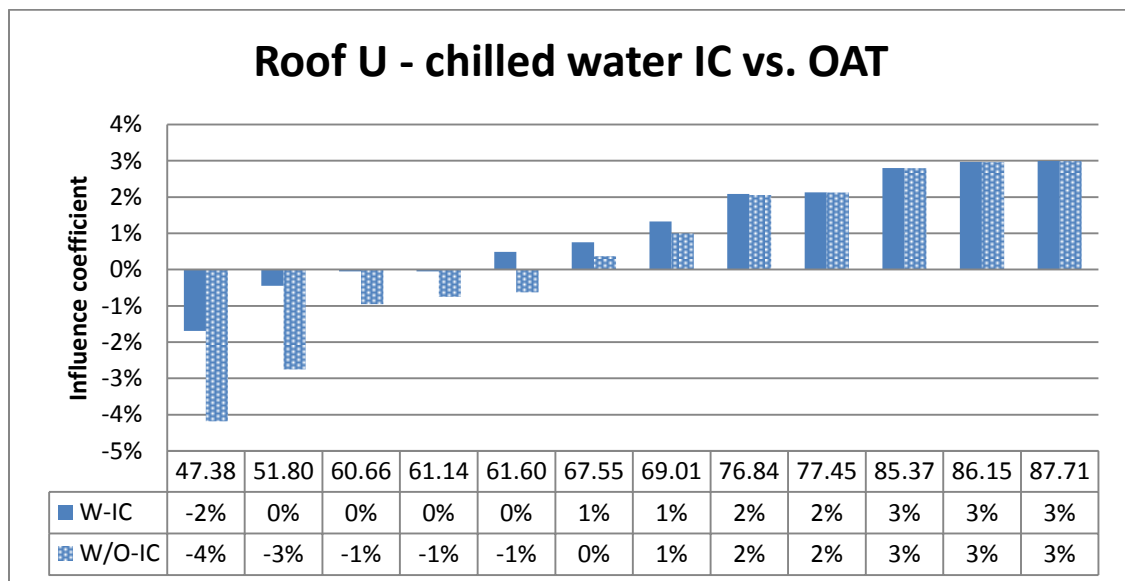 Roof U - chilled water IC vs. OAT
Influence coefficient
4%
3%
2%
1%
0%
-1%
-2%
-3%
-4%
-5%
47.38 51.80 60.66 61.14 61.60 67.55 69.01 76.84 77.45 85.37 86.15 87.71
W-IC -2% 0% 0% 0% 0% 1% 1% 2% 2% 3% 3% 3%
W/O-IC -4% -3% -1% -1% -1% 0% 1% 2% 2% 3% 3% 3%